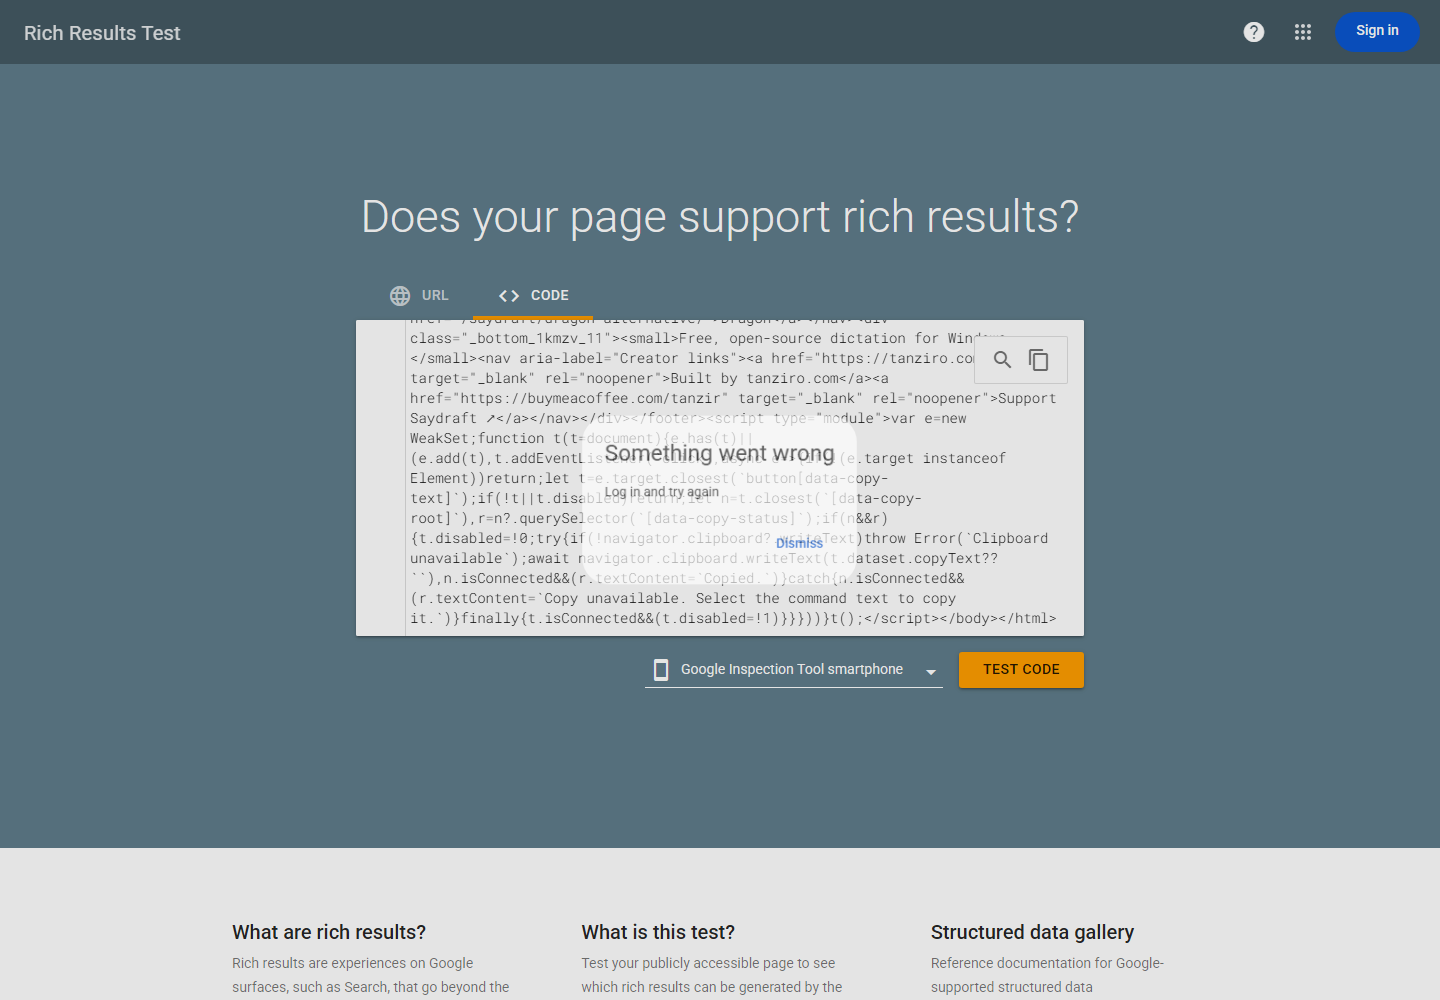 Rich Results Test
Sign in
Does your page support rich results?
URL
CODE
class="_bottom_1kmzv_11"><small>Free, open-source dictation for Windows.
</small><nav aria-label="Creator links"><a href="https://tanziro.com
target="_blank" rel="noopener">Built by tanziro.com</a><a
href="https://buymeacoffee.com/tanzir" target="_blank" rel="noopener">Support
Saydraft ↗</a></nav></div></footer><script type="module">var e=new
WeakSet;function t(t=document){e.has(t)||
(e.add(t),t.addEventListener(`click`,async e=>{if(!(e.target instanceof
Element))return;let t=e.target.closest(`button[data-copy-
text]`);if(!t||t.disabled)return;let n=t.closest(`[data-copy-
root]`),r=n?.querySelector(`[data-copy-status]`);if(n&&r)
{t.disabled=!0;try{if(!navigator.clipboard?.writeText)throw Error(`Clipboard
unavailable`);await navigator.clipboard.writeText(t.dataset.copyText??
``),n.isConnected&&(r.textContent=`Copied.`)}catch{n.isConnected&&
(r.textContent=`Copy unavailable. Select the command text to copy
it.`)}finally{t.isConnected&&(t.disabled=!1)}}}))}t();</script></body></html>
Something went wrong
Log in and try again
Dismiss
Google Inspection Tool smartphone
TEST CODE
What are rich results?
Rich results are experiences on Google
surfaces, such as Search, that go beyond the
What is this test?
Test your publicly accessible page to see
which rich results can be generated by the
Structured data gallery
Reference documentation for Google-
supported structured data